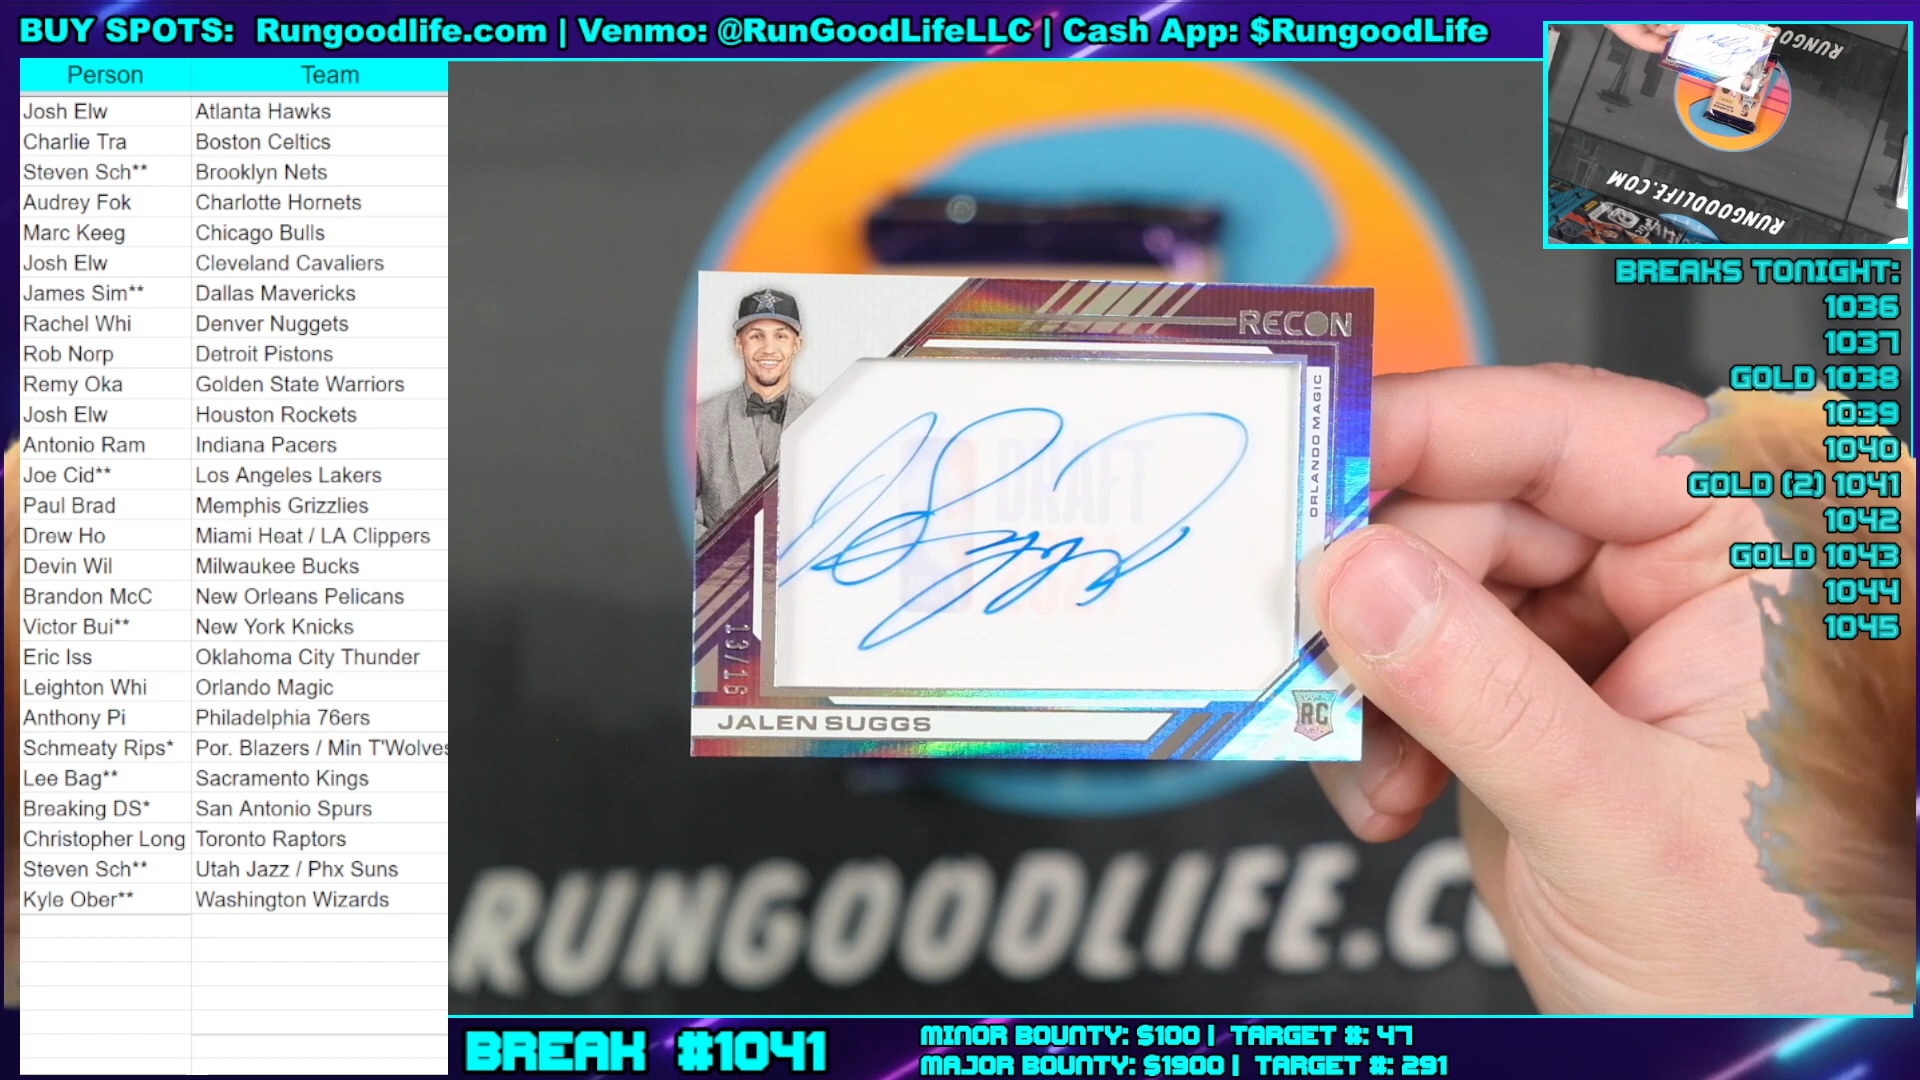 BUY SPOTS: Rungoodlife.com | Venmo: @RunGoodLifeLLC | Cash App: $RungoodLife
Person Team
Josh Elw Atlanta Hawks
Charlie Tra Boston Celtics
Steven Sch** Brooklyn Nets
Audrey Fok Charlotte Hornets
Marc Keeg Chicago Bulls
Josh Elw Cleveland Cavaliers
James Sim** Dallas Mavericks
Rachel Whi Denver Nuggets
Rob Norp Detroit Pistons
Remy Oka Golden State Warriors
Josh Elw Houston Rockets
Antonio Ram Indiana Pacers
Joe Cid** Los Angeles Lakers
Paul Brad Memphis Grizzlies
Drew Ho Miami Heat / LA Clippers
Devin Wil Milwaukee Bucks
Brandon McC New Orleans Pelicans
Victor Bui** New York Knicks
Eric Iss Oklahoma City Thunder
Leighton Whi Orlando Magic
Anthony Pi Philadelphia 76ers
Schmeaty Rips* Por. Blazers / Min T'Wolves
Lee Bag** Sacramento Kings
Breaking DS* San Antonio Spurs
Christopher Long Toronto Raptors
Steven Sch** Utah Jazz / Phx Suns
Kyle Ober** Washington Wizards
RECON
ORLANDO MAGIC
DRAFT
13/16
JALEN SUGGS
RC
RUNGOODLIFE.CO
RUNGOOD
RUNGOODLIFE.COM
BREAKS TONIGHT:
1036
1037
GOLD 1038
1039
1040
GOLD (2) 1041
1042
GOLD 1043
1044
1045
BREAK #1041
MINOR BOUNTY: $100 | TARGET #: 47
MAJOR BOUNTY: $1900 | TARGET #: 291